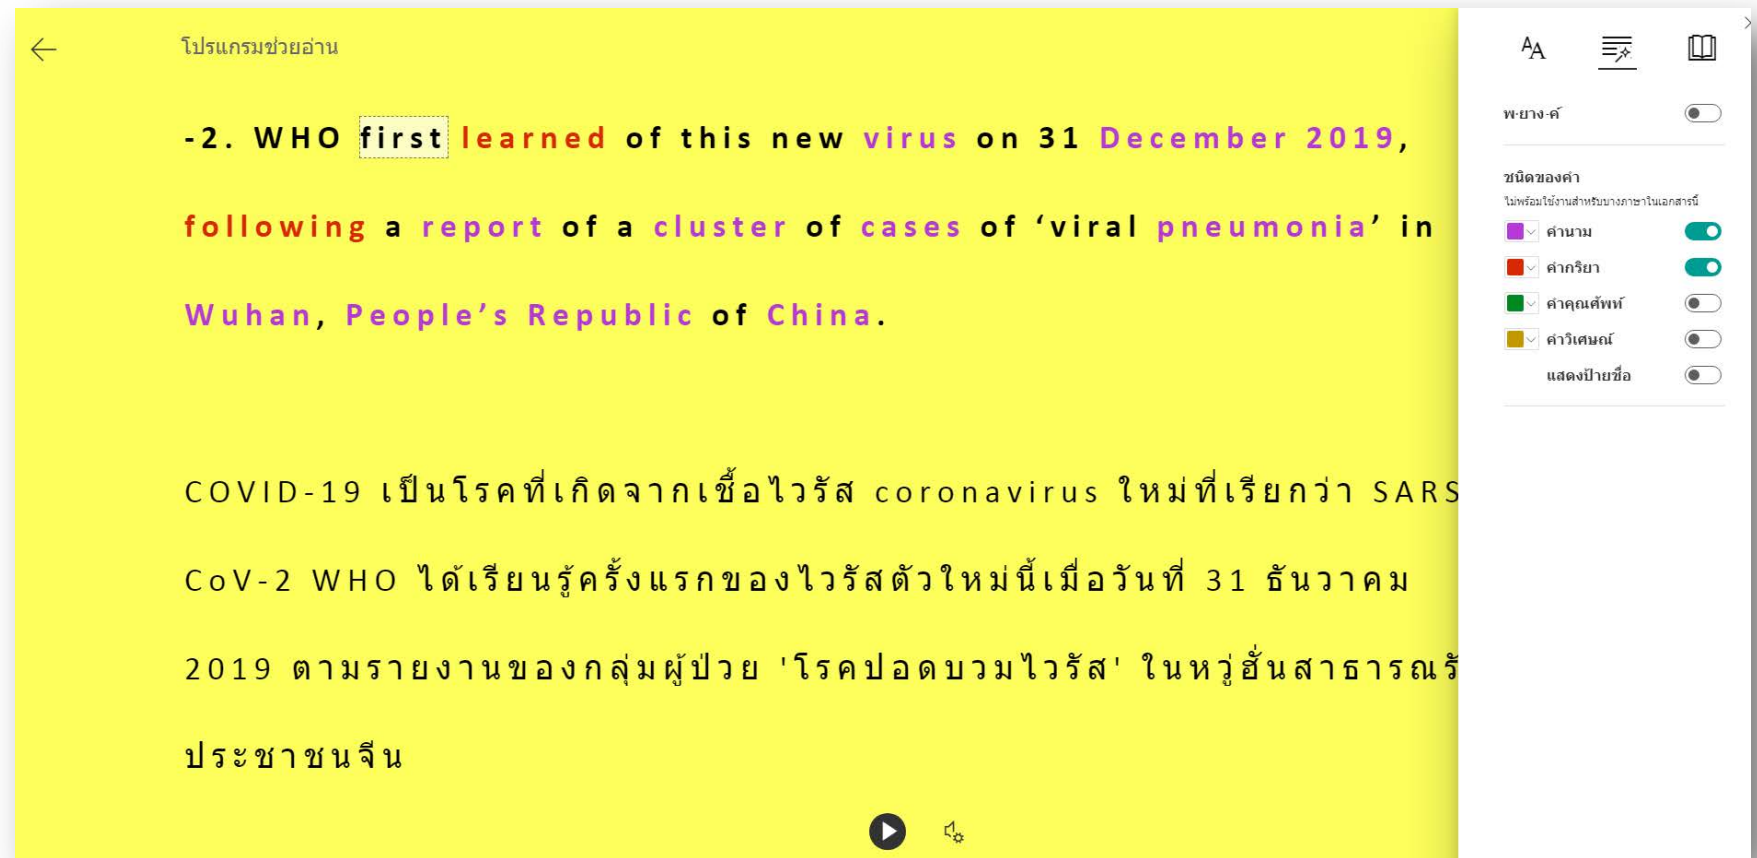 โปรแกรมช่วยอ่าน
-2. WHO first learned of this new virus on 31 December 2019,
following a report of a cluster of cases of ‘viral pneumonia’ in
Wuhan, People’s Republic of China.
COVID-19 เป็นโรคที่เกิดจากเชื้อไวรัส coronavirus ใหม่ที่เรียกว่า SARS
CoV-2 WHO ได้เรียนรู้ครั้งแรกของไวรัสตัวใหม่นี้เมื่อวันที่ 31 ธันวาคม
2019 ตามรายงานของกลุ่มผู้ป่วย 'โรคปอดบวมไวรัส' ในหวู่ฮั่นสาธารณรั
ประชาชนจีน
พ·ยาง·ค์
ชนิดของคำ
ไม่พร้อมใช้งานสำหรับบางภาษาในเอกสารนี้
คำนาม
คำกริยา
คำคุณศัพท์
คำวิเศษณ์
แสดงป้ายชื่อ